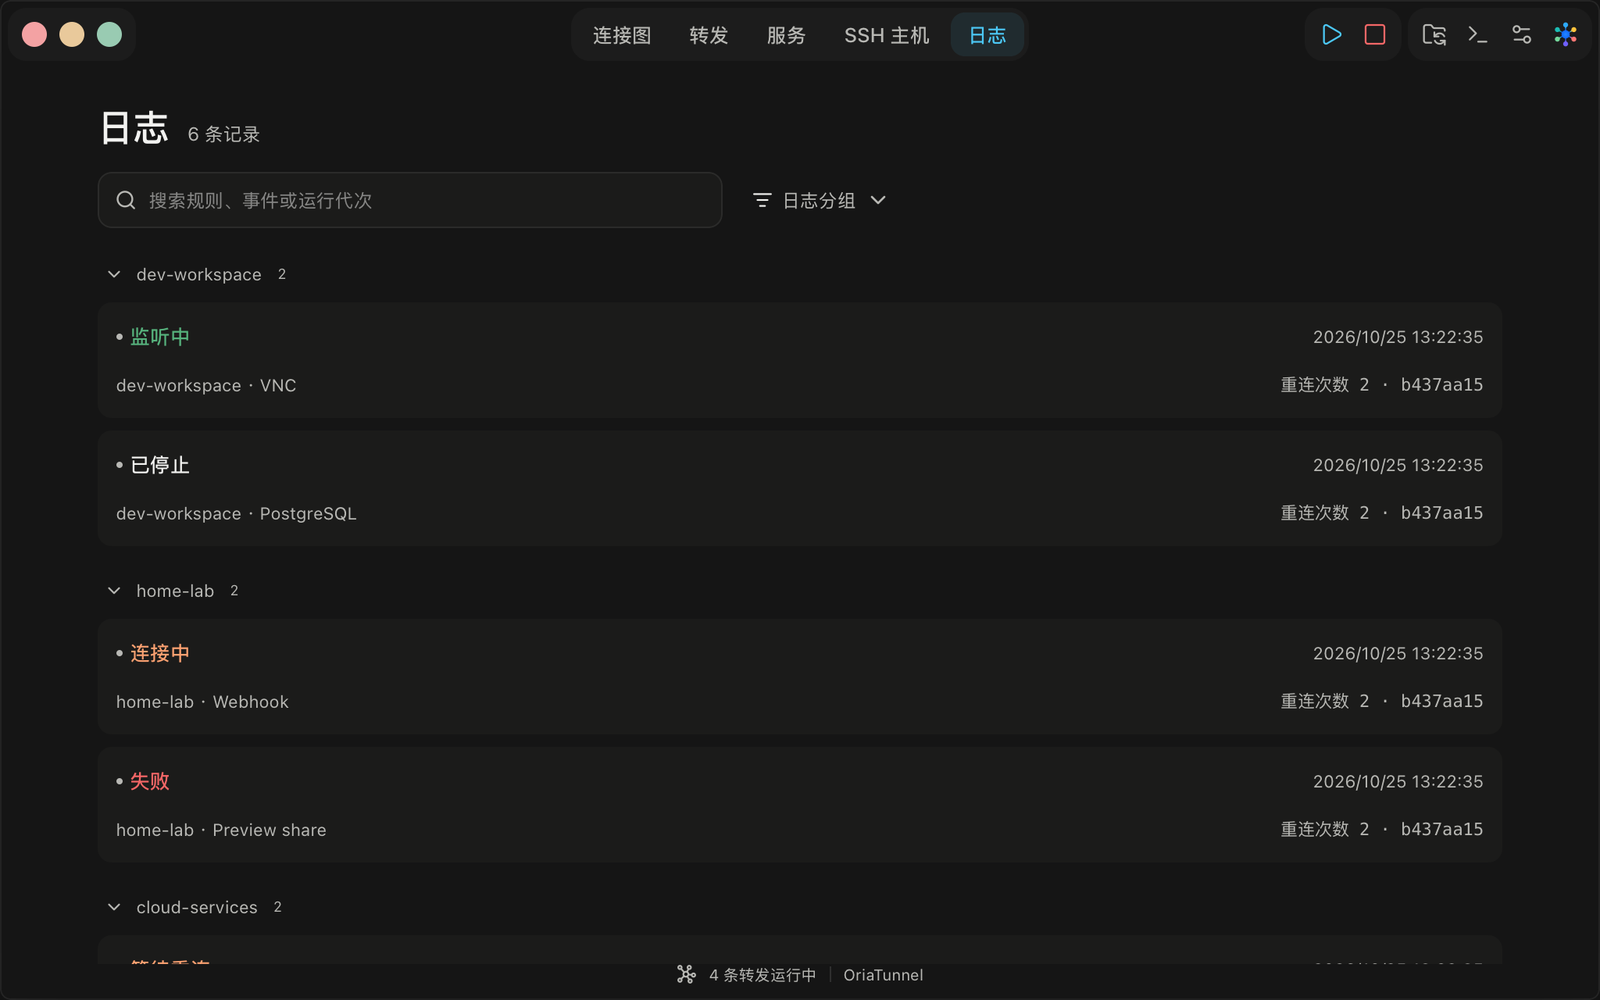 连接图 转发 服务 SSH 主机 日志
日志 6 条记录
搜索规则、事件或运行代次 日志分组
dev-workspace 2
监听中 2026/10/25 13:22:35
dev-workspace · VNC 重连次数 2 · b437aa15
已停止 2026/10/25 13:22:35
dev-workspace · PostgreSQL 重连次数 2 · b437aa15
home-lab 2
连接中 2026/10/25 13:22:35
home-lab · Webhook 重连次数 2 · b437aa15
失败 2026/10/25 13:22:35
home-lab · Preview share 重连次数 2 · b437aa15
cloud-services 2
4 条转发运行中 OriaTunnel